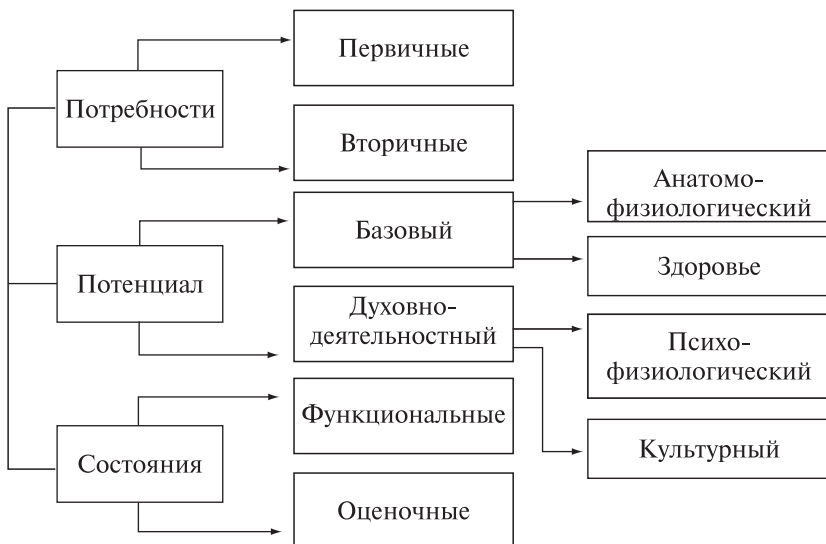 Первичные
Потребности
Вторичные
Анатомо-
физиологический
Базовый
Здоровье
Потенциал
Духовно-
деятельностный
Психо-
физиологический
Функциональные
Культурный
Состояния
Оценочные